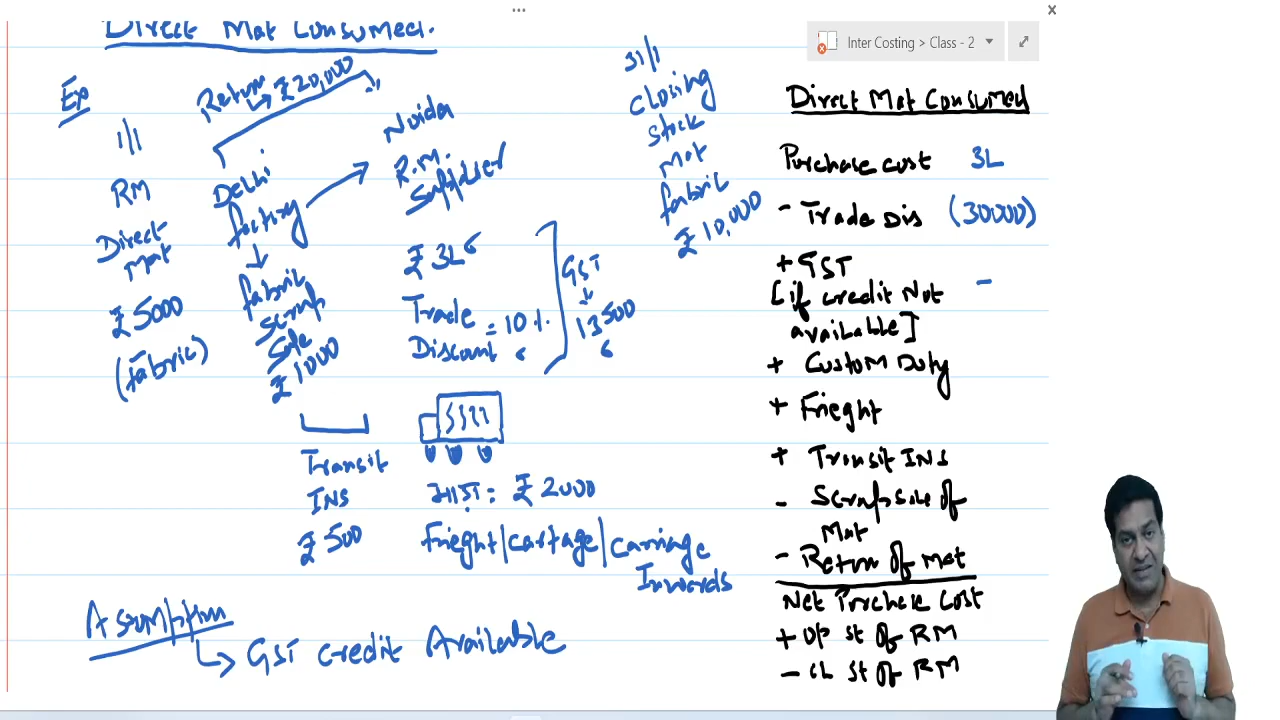 Direct Mat Consumed.
Inter Costing > Class - 2
Ex
1/1
RM
Direct
Mat
₹5000
(fabric)
Return
↳ ₹20,000
Delhi
factory
↓
fabric
scrap
Sale
₹1000
Noida
R.M.
Supplier
₹3L
Trade
Discount = 10%
GST
↓
13500
31/1
Closing
stock
Mat
fabric
₹10,000
Transit
INS
₹500
भाड़ा: ₹2000
Frieght/cartage/Carriage
Inwards
Assumption
↳ GST credit Available
Direct Mat Consumed
Purchase cost 3L
- Trade Dis (30000)
+ GST
[if credit Not -
available]
+ Custom Duty
+ Frieght
+ Transit INS
- Scrap sale of
Mat
- Return of Mat
Net Purchase Cost
+ OP St of RM
- CL St of RM